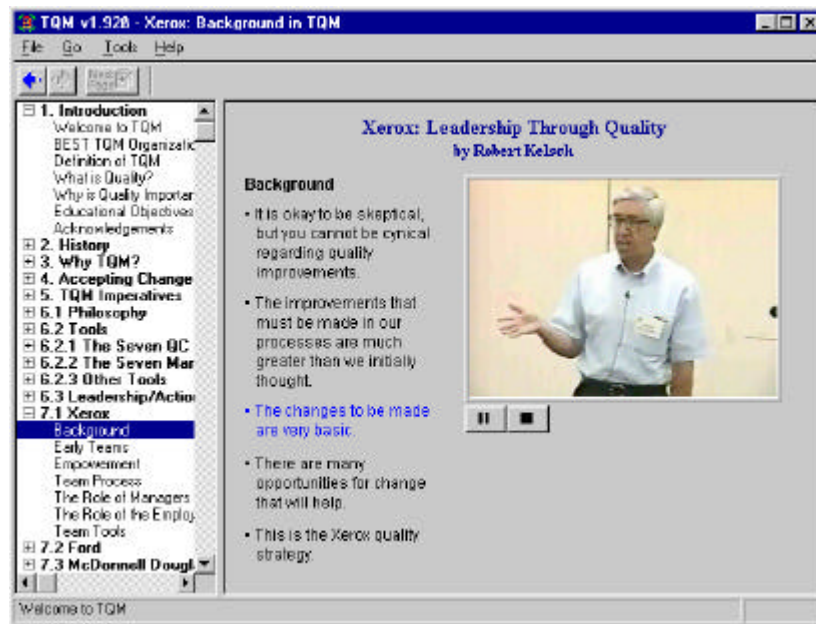 TQM v1.920 - Xerox: Background in TQM
File Go Tools Help
1. Introduction
Welcome to TQM
BEST TQM Organizatic
Definition of TQM
What is Quality?
Why is Quality Importar
Educational Objectives
Acknowledgements
2. History
3. Why TQM?
4. Accepting Change
5. TQM Imperatives
6.1 Philosophy
6.2 Tools
6.2.1 The Seven QC
6.2.2 The Seven Mar
6.2.3 Other Tools
6.3 Leadership/Action
7.1 Xerox
Background
Early Teams
Empowerment
Team Process
The Role of Managers
The Role of the Employ
Team Tools
7.2 Ford
7.3 McDonnell Dougl
Xerox: Leadership Through Quality
by Robert Kelsch
Background
• It is okay to be skeptical,
but you cannot be cynical
regarding quality
improvements.
• The improvements that
must be made in our
processes are much
greater than we initially
thought.
• The changes to be made
are very basic.
• There are many
opportunities for change
that will help.
• This is the Xerox quality
strategy.
Welcome to TQM